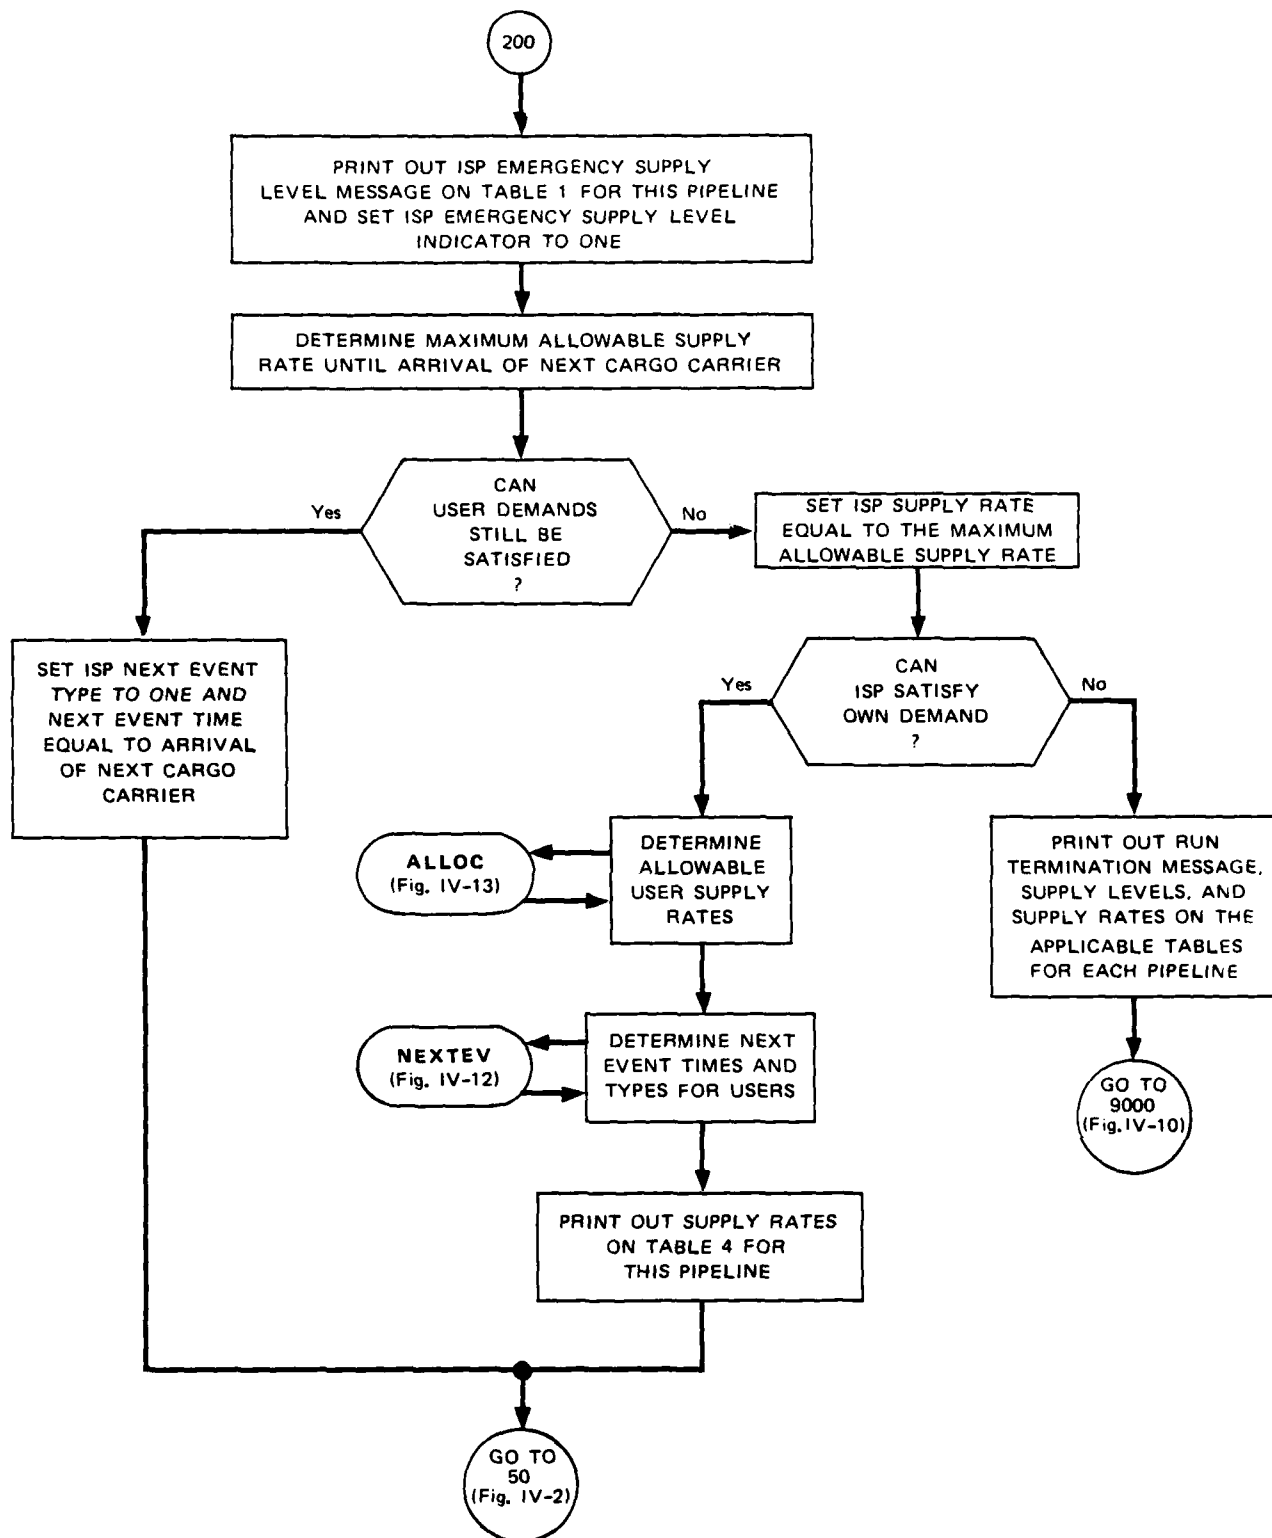 200
PRINT OUT ISP EMERGENCY SUPPLY
LEVEL MESSAGE ON TABLE 1 FOR THIS PIPELINE
AND SET ISP EMERGENCY SUPPLY LEVEL
INDICATOR TO ONE
DETERMINE MAXIMUM ALLOWABLE SUPPLY
RATE UNTIL ARRIVAL OF NEXT CARGO CARRIER
CAN
USER DEMANDS
STILL BE
SATISFIED
?
Yes
No
SET ISP SUPPLY RATE
EQUAL TO THE MAXIMUM
ALLOWABLE SUPPLY RATE
SET ISP NEXT EVENT
TYPE TO ONE AND
NEXT EVENT TIME
EQUAL TO ARRIVAL
OF NEXT CARGO
CARRIER
CAN
ISP SATISFY
OWN DEMAND
?
Yes
No
DETERMINE
ALLOWABLE
USER SUPPLY
RATES
ALLOC
(Fig. IV-13)
PRINT OUT RUN
TERMINATION MESSAGE,
SUPPLY LEVELS, AND
SUPPLY RATES ON THE
APPLICABLE TABLES
FOR EACH PIPELINE
NEXTEV
(Fig. IV-12)
DETERMINE NEXT
EVENT TIMES AND
TYPES FOR USERS
GO TO
9000
(Fig. IV-10)
PRINT OUT SUPPLY RATES
ON TABLE 4 FOR
THIS PIPELINE
GO TO
50
(Fig. IV-2)